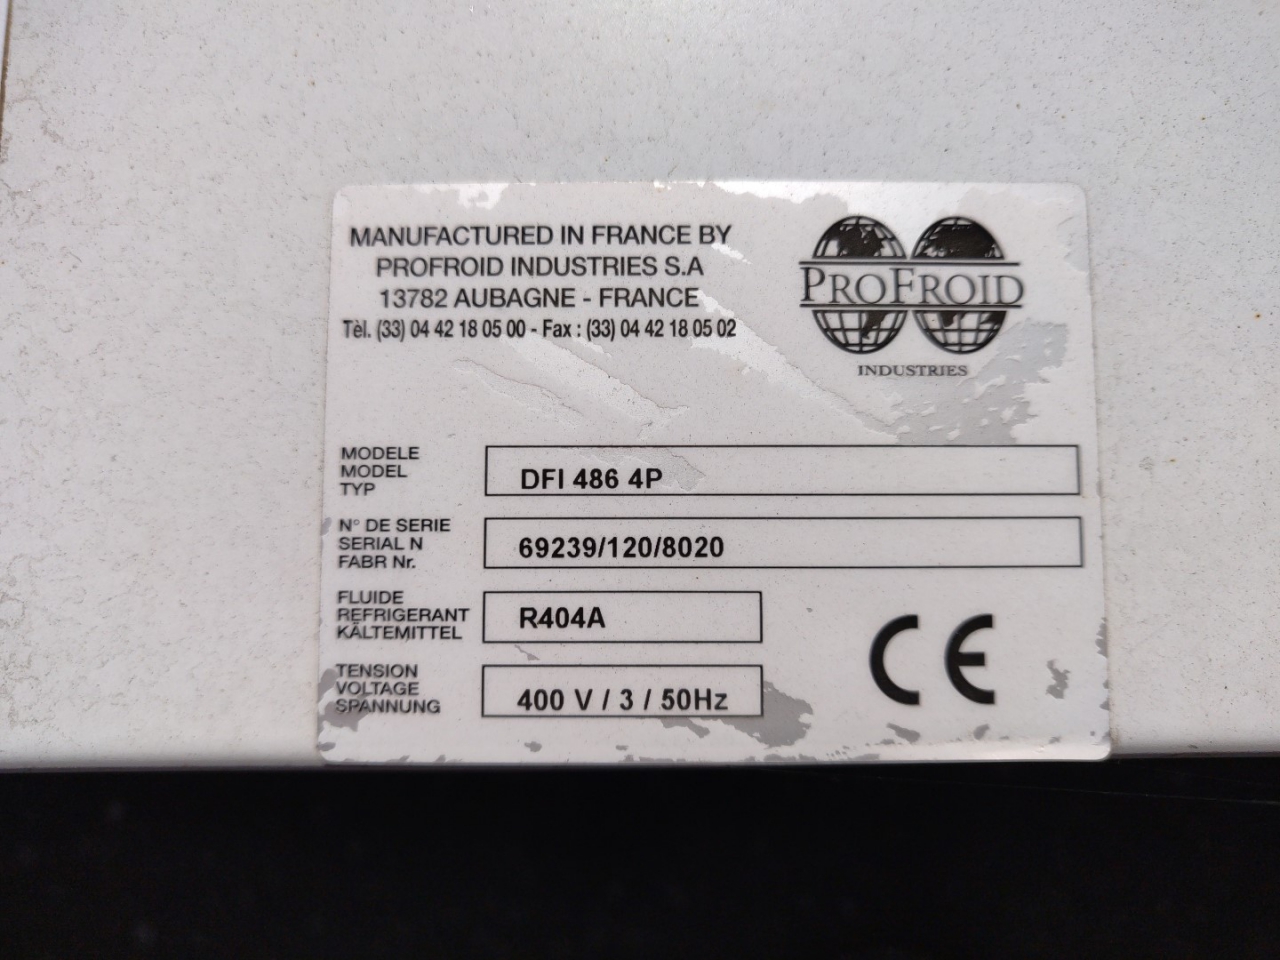 MANUFACTURED IN FRANCE BY
PROFROID INDUSTRIES S.A
13782 AUBAGNE - FRANCE
Tèl. (33) 04 42 18 05 00 - Fax : (33) 04 42 18 05 02
PROFROID
INDUSTRIES
MODELE
MODEL
TYP
DFI 486 4P
N° DE SERIE
SERIAL N
FABR Nr.
69239/120/8020
FLUIDE
REFRIGERANT
KÄLTEMITTEL
R404A
TENSION
VOLTAGE
SPANNUNG
400 V / 3 / 50Hz
CE